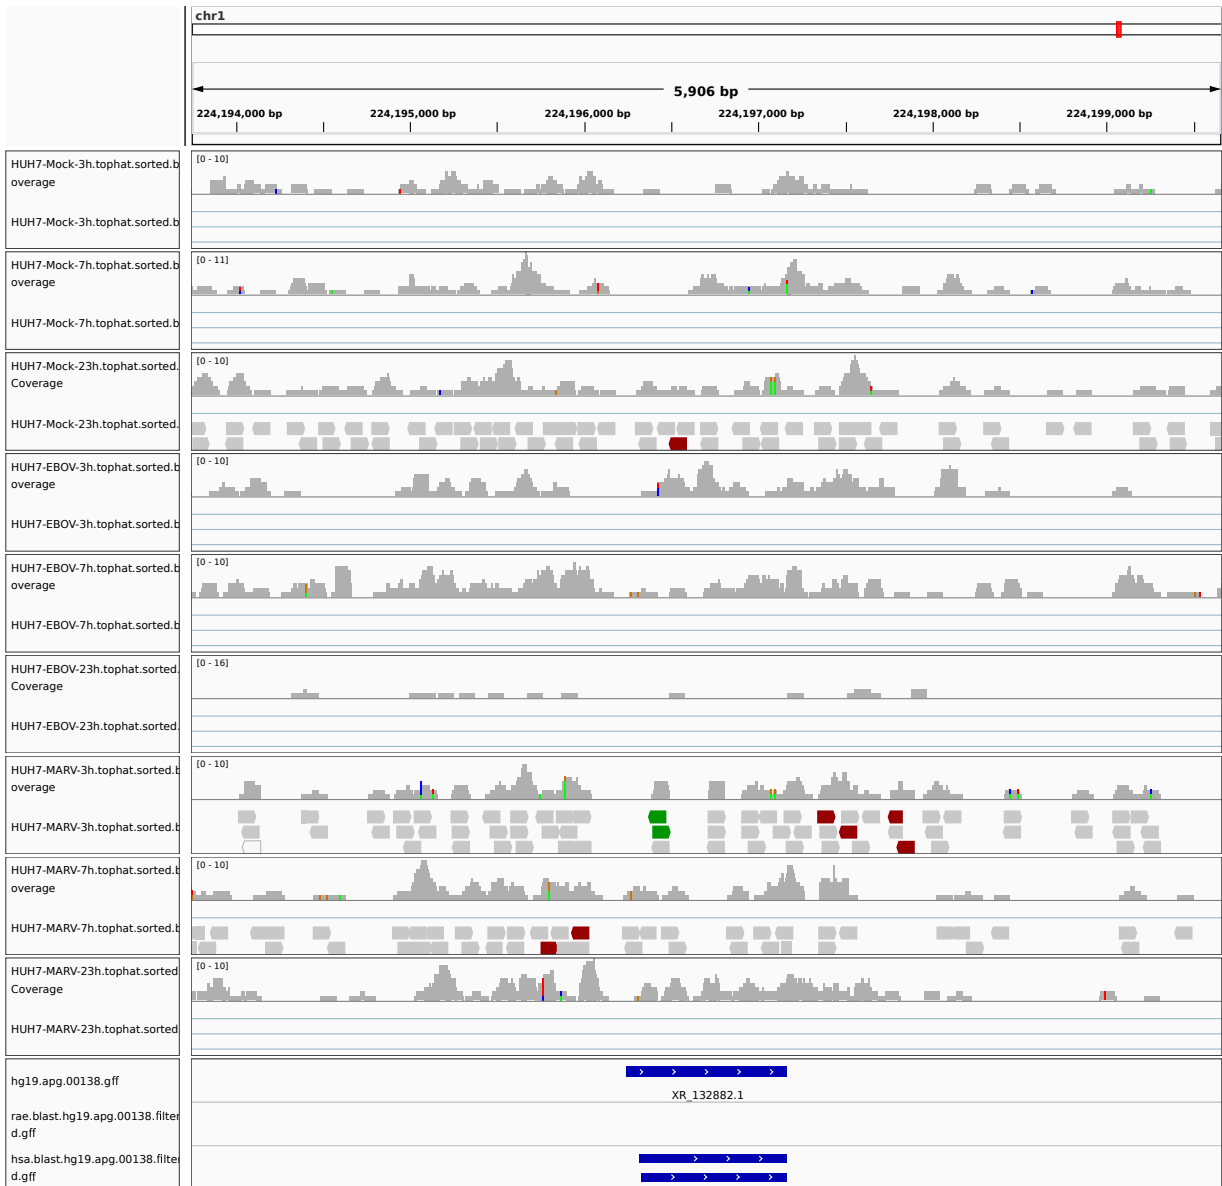 chr1
5,906 bp
224,194,000 bp 224,195,000 bp 224,196,000 bp 224,197,000 bp 224,198,000 bp 224,199,000 bp
HUH7-Mock-3h.tophat.sorted.b
overage
[0 - 10]
HUH7-Mock-3h.tophat.sorted.b
HUH7-Mock-7h.tophat.sorted.b
overage
[0 - 11]
HUH7-Mock-7h.tophat.sorted.b
HUH7-Mock-23h.tophat.sorted.
Coverage
[0 - 10]
HUH7-Mock-23h.tophat.sorted.
HUH7-EBOV-3h.tophat.sorted.b
overage
[0 - 10]
HUH7-EBOV-3h.tophat.sorted.b
HUH7-EBOV-7h.tophat.sorted.b
overage
[0 - 10]
HUH7-EBOV-7h.tophat.sorted.b
HUH7-EBOV-23h.tophat.sorted.
Coverage
[0 - 16]
HUH7-EBOV-23h.tophat.sorted.
HUH7-MARV-3h.tophat.sorted.b
overage
[0 - 10]
HUH7-MARV-3h.tophat.sorted.b
HUH7-MARV-7h.tophat.sorted.b
overage
[0 - 10]
HUH7-MARV-7h.tophat.sorted.b
HUH7-MARV-23h.tophat.sorted
Coverage
[0 - 10]
HUH7-MARV-23h.tophat.sorted
hg19.apg.00138.gff
XR_132882.1
rae.blast.hg19.apg.00138.filter
d.gff
hsa.blast.hg19.apg.00138.filter
d.gff